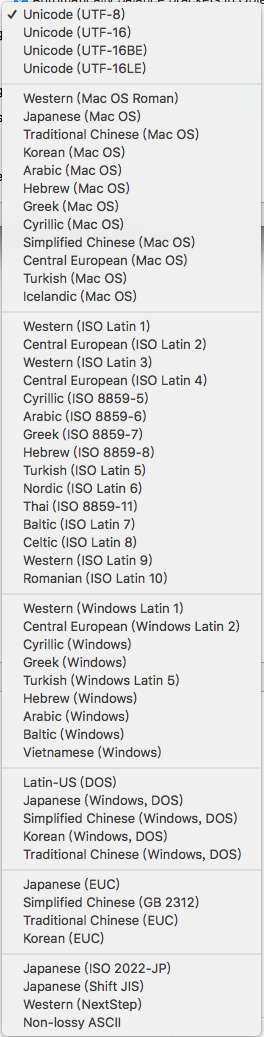 Unicode (UTF-8)
Unicode (UTF-16)
Unicode (UTF-16BE)
Unicode (UTF-16LE)
Western (Mac OS Roman)
Japanese (Mac OS)
Traditional Chinese (Mac OS)
Korean (Mac OS)
Arabic (Mac OS)
Hebrew (Mac OS)
Greek (Mac OS)
Cyrillic (Mac OS)
Simplified Chinese (Mac OS)
Central European (Mac OS)
Turkish (Mac OS)
Icelandic (Mac OS)
Western (ISO Latin 1)
Central European (ISO Latin 2)
Western (ISO Latin 3)
Central European (ISO Latin 4)
Cyrillic (ISO 8859-5)
Arabic (ISO 8859-6)
Greek (ISO 8859-7)
Hebrew (ISO 8859-8)
Turkish (ISO Latin 5)
Nordic (ISO Latin 6)
Thai (ISO 8859-11)
Baltic (ISO Latin 7)
Celtic (ISO Latin 8)
Western (ISO Latin 9)
Romanian (ISO Latin 10)
Western (Windows Latin 1)
Central European (Windows Latin 2)
Cyrillic (Windows)
Greek (Windows)
Turkish (Windows Latin 5)
Hebrew (Windows)
Arabic (Windows)
Baltic (Windows)
Vietnamese (Windows)
Latin-US (DOS)
Japanese (Windows, DOS)
Simplified Chinese (Windows, DOS)
Korean (Windows, DOS)
Traditional Chinese (Windows, DOS)
Japanese (EUC)
Simplified Chinese (GB 2312)
Traditional Chinese (EUC)
Korean (EUC)
Japanese (ISO 2022-JP)
Japanese (Shift JIS)
Western (NextStep)
Non-lossy ASCII